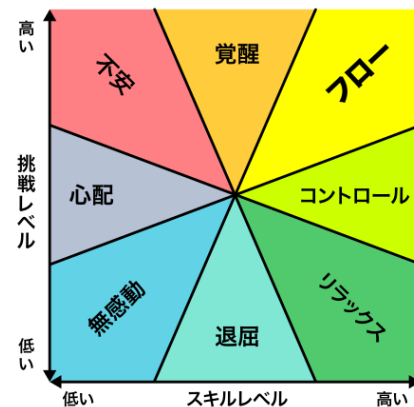 高い
不安
覚醒
フロー
挑戦レベル
心配
コントロール
無感動
退屈
リラックス
低い
低い
スキルレベル
高い